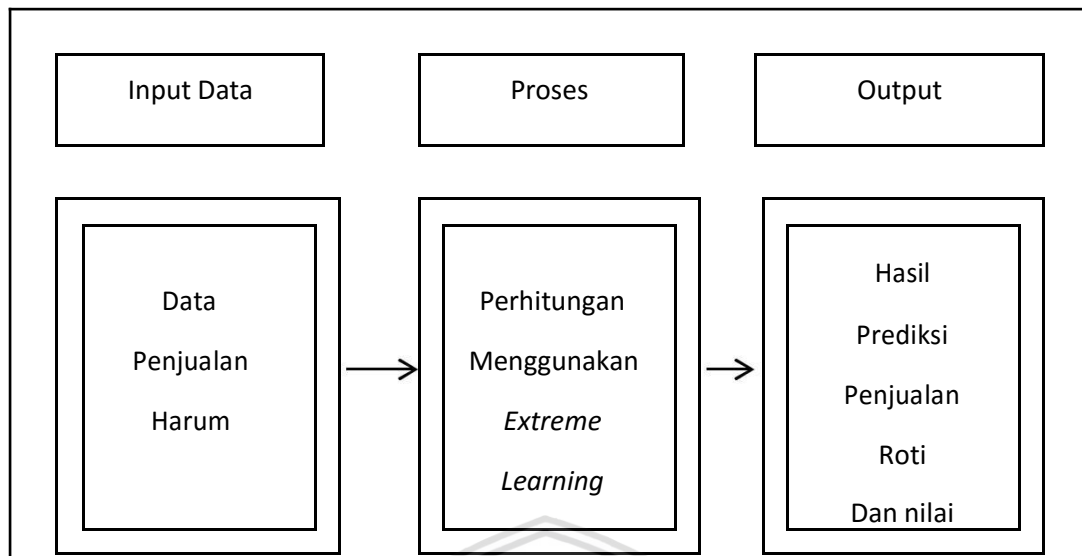 Input Data
Proses
Output
Data
Penjualan
Harum
Perhitungan
Menggunakan
Extreme
Learning
Hasil
Prediksi
Penjualan
Roti
Dan nilai